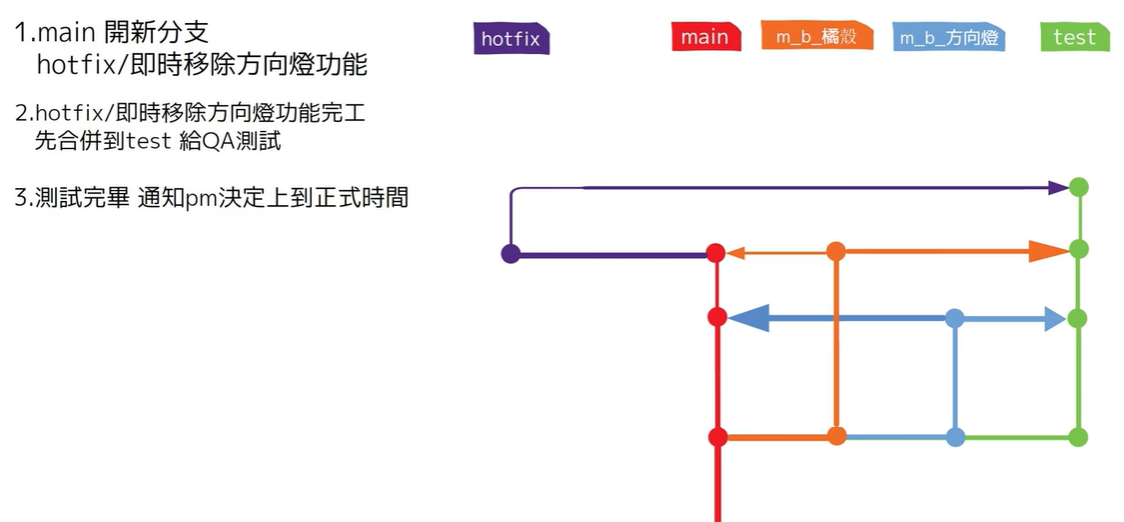 1.main 開新分支
hotfix/即時移除方向燈功能
2.hotfix/即時移除方向燈功能完工
先合併到test 給QA測試
3.測試完畢 通知pm決定上到正式時間
hotfix
main
m_b_橘殼
m_b_方向燈
test